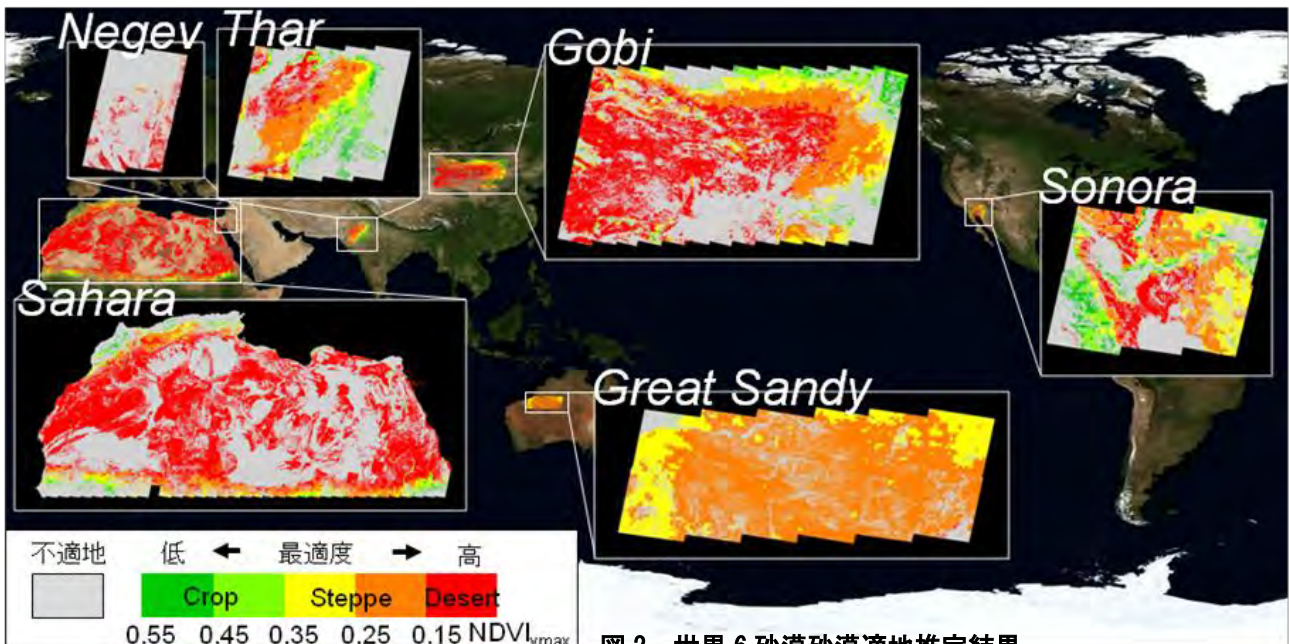 Negev Thar
Gobi
Sonora
Sahara
Great Sandy
不適地 低 ← 最適度 → 高
Crop Steppe Desert
0.55 0.45 0.35 0.25 0.15 NDVIymax
図2 世界6砂漠砂漠適地推定結果